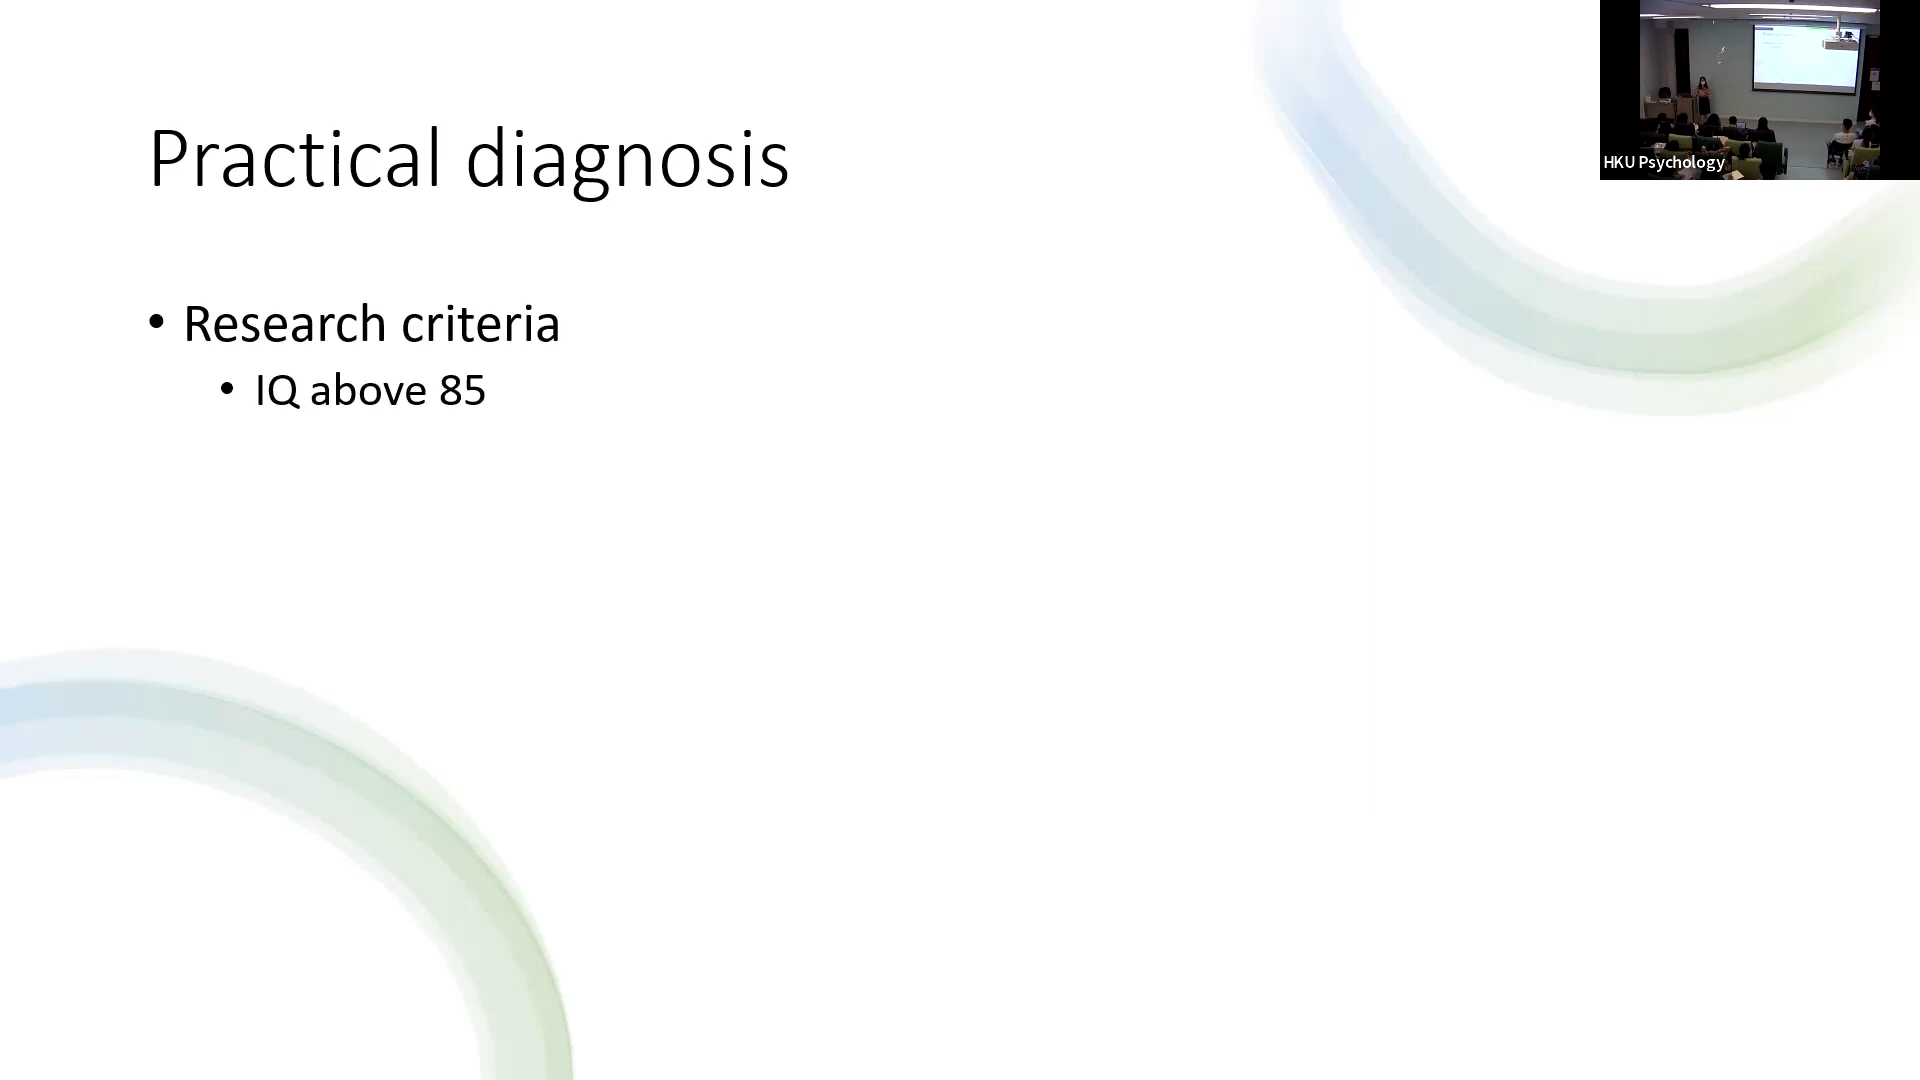 Practical diagnosis
• Research criteria
• IQ above 85
HKU Psychology